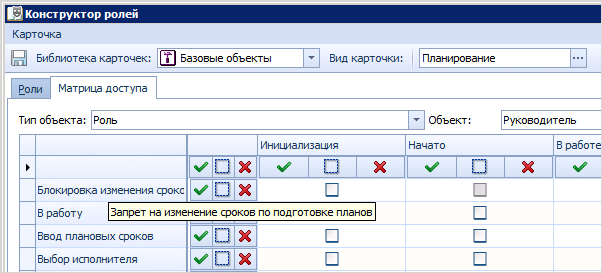 Конструктор ролей
Карточка
Библиотека карточек: Базовые объекты Вид карточки: Планирование
Роли Матрица доступа
Тип объекта: Роль Объект: Руководитель
Инициализация Начато В работе
Блокировка изменения сроко
В работу
Запрет на изменение сроков по подготовке планов
Ввод плановых сроков
Выбор исполнителя